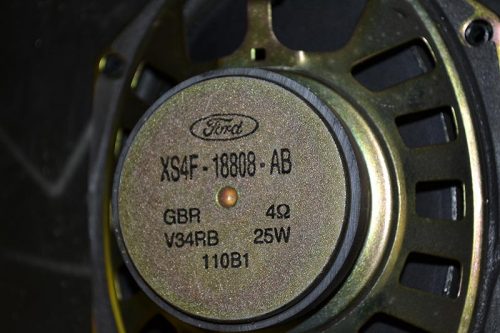 Ford
XS4F-18808-AB
GBR 4Ω
V34RB 25W
110B1